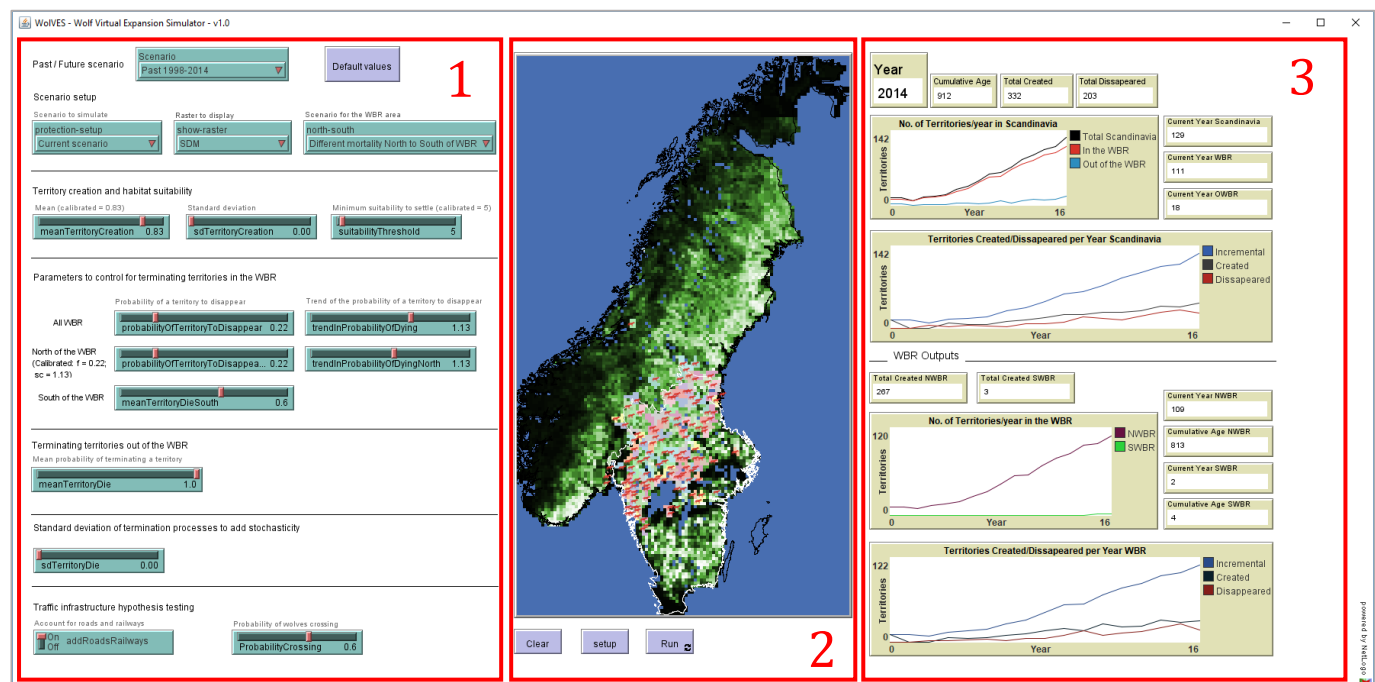 WolVES - Wolf Virtual Expansion Simulator - v1.0
1
Past / Future scenario
Scenario
Past 1998-2014
Default values
Scenario setup
Scenario to simulate
Raster to display
Scenario for the WBR area
protection-setup
Current scenario
show-raster
SDM
north-south
Different mortality North to South of WBR
Territory creation and habitat suitability
Mean (calibrated = 0.83)
Standard deviation
Minimum suitability to settle (calibrated = 5)
meanTerritoryCreation 0.83
sdTerritoryCreation 0.00
suitabilityThreshold 5
Parameters to control for terminating territories in the WBR
Probability of a territory to disappear
Trend of the probability of a territory to disappear
All WBR
probabilityOfTerritoryToDisappear 0.22
trendInProbabilityOfDying 1.13
North of the WBR
(Calibrated: f = 0.22;
sc = 1.13)
probabilityOfTerritoryToDisappea... 0.22
trendInProbabilityOfDyingNorth 1.13
South of the WBR
meanTerritoryDieSouth 0.6
Terminating territories out of the WBR
Mean probability of terminating a territory
meanTerritoryDie 1.0
Standard deviation of termination processes to add stochasticity
sdTerritoryDie 0.00
Traffic infrastructure hypothesis testing
Account for roads and railways
Probability of wolves crossing
On
Off
addRoadsRailways
ProbabilityCrossing 0.6
Clear
setup
Run
2
3
Year
2014
Cumulative Age
912
Total Created
332
Total Dissapeared
203
No. of Territories/year in Scandinavia
142
Territories
0
0
Year
16
Total Scandinavia
In the WBR
Out of the WBR
Current Year Scandinavia
129
Current Year WBR
111
Current Year OWBR
18
Territories Created/Dissapeared per Year Scandinavia
142
Territories
0
0
Year
16
Incremental
Created
Dissapeared
WBR Outputs
Total Created NWBR
267
Total Created SWBR
3
No. of Territories/year in the WBR
120
Territories
0
0
Year
16
NWBR
SWBR
Current Year NWBR
109
Cumulative Age NWBR
813
Current Year SWBR
2
Cumulative Age SWBR
4
Territories Created/Dissapeared per Year WBR
122
Territories
0
0
Year
16
Incremental
Created
Disappeared
powered by NetLogo